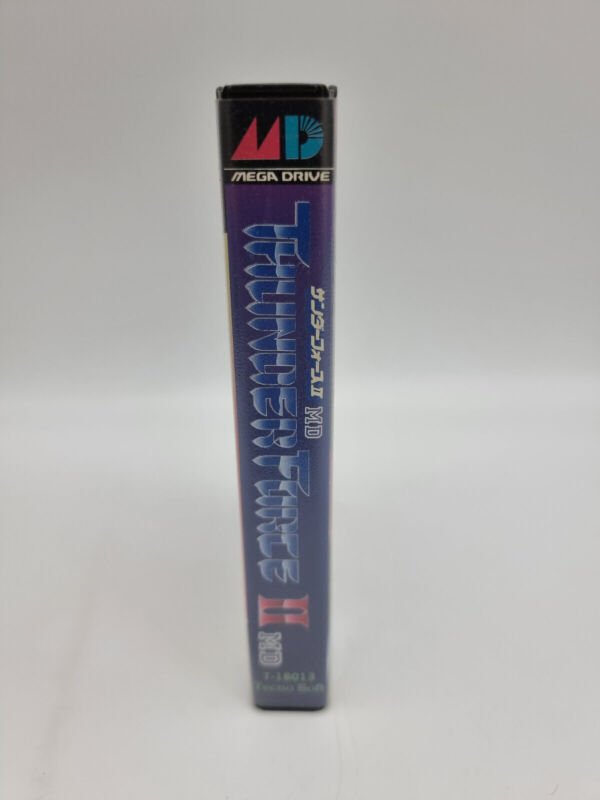 MD
MEGA DRIVE
サンダーフォースII MD
THUNDER FORCE II MD
T-18013
Tecno Soft